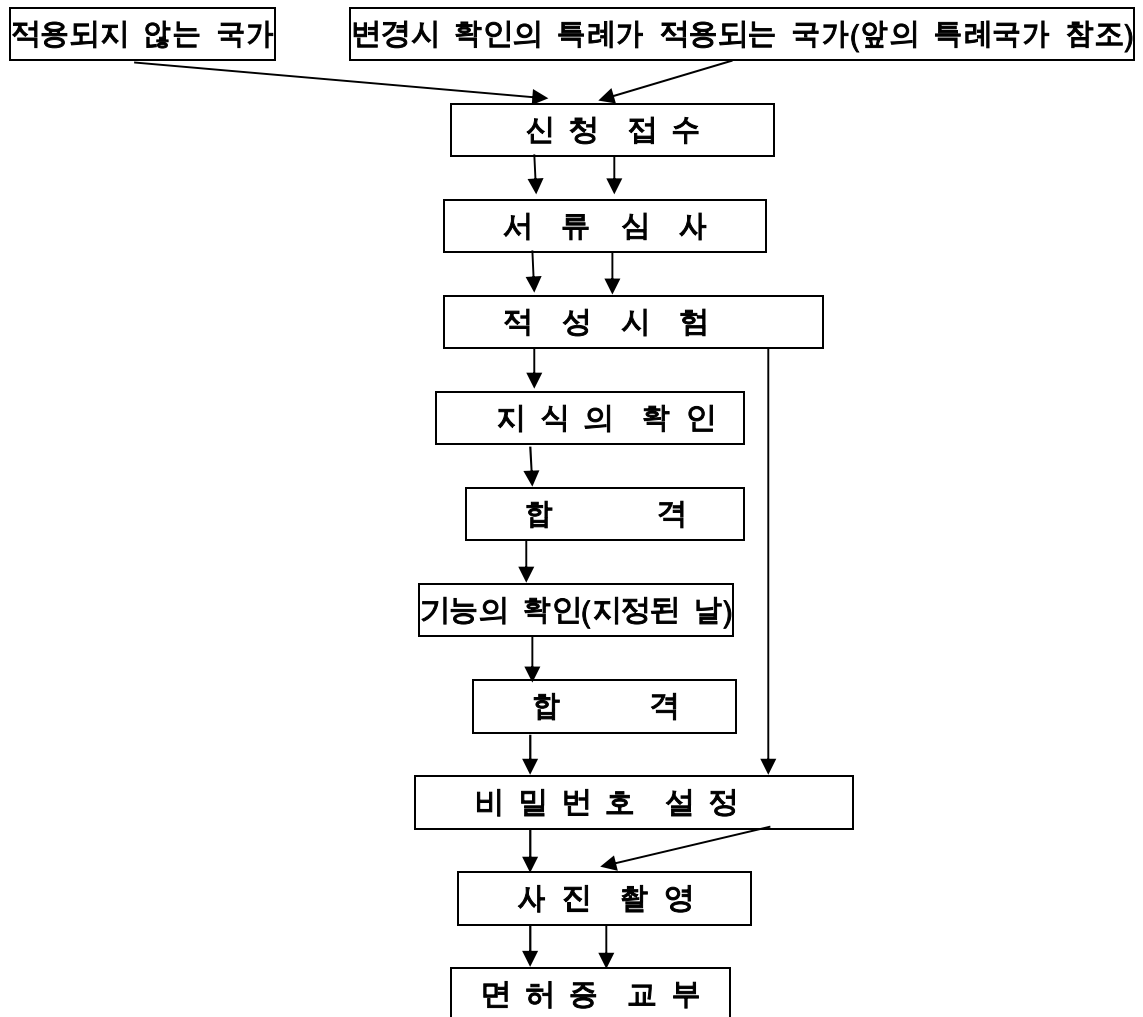 적용되지 않는 국가
변경시 확인의 특례가 적용되는 국가(앞의 특례국가 참조)
신 청 접 수
서 류 심 사
적 성 시 험
지 식 의 확 인
합 격
기능의 확인(지정된 날)
합 격
비 밀 번 호 설 정
사 진 촬 영
면 허 증 교 부